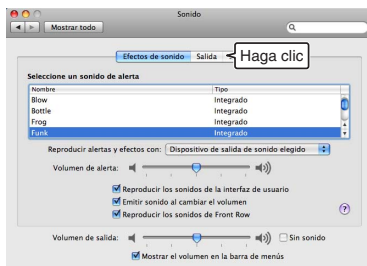 Sonido
Mostrar todo
Efectos de sonido Salida
Haga clic
Seleccione un sonido de alerta
Nombre Tipo
Blow Integrado
Bottle Integrado
Frog Integrado
Funk Integrado
Reproducir alertas y efectos con: Dispositivo de salida de sonido elegido
Volumen de alerta:
Reproducir los sonidos de la interfaz de usuario
Emitir sonido al cambiar el volumen
Reproducir los sonidos de Front Row
?
Volumen de salida: Sin sonido
Mostrar el volumen en la barra de menús